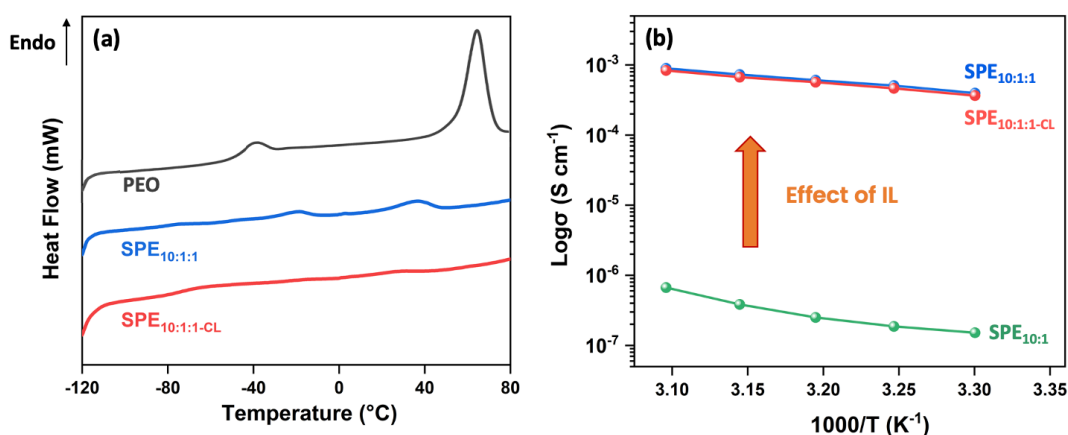 Endo
(a)
Heat Flow (mW)
PEO
SPE10:1:1
SPE10:1:1-CL
-120
-80
-40
0
40
80
Temperature (°C)
(b)
Logσ (S cm⁻¹)
10⁻³
10⁻⁴
10⁻⁵
10⁻⁶
10⁻⁷
SPE10:1:1
SPE10:1:1-CL
Effect of IL
SPE10:1
3.10
3.15
3.20
3.25
3.30
3.35
1000/T (K⁻¹)